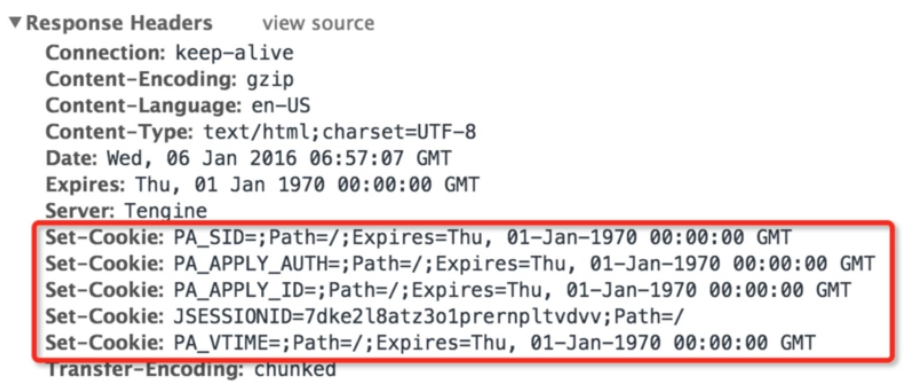 ▼Response Headers view source
Connection: keep-alive
Content-Encoding: gzip
Content-Language: en-US
Content-Type: text/html;charset=UTF-8
Date: Wed, 06 Jan 2016 06:57:07 GMT
Expires: Thu, 01 Jan 1970 00:00:00 GMT
Server: Tengine
Set-Cookie: PA_SID=;Path=/;Expires=Thu, 01-Jan-1970 00:00:00 GMT
Set-Cookie: PA_APPLY_AUTH=;Path=/;Expires=Thu, 01-Jan-1970 00:00:00 GMT
Set-Cookie: PA_APPLY_ID=;Path=/;Expires=Thu, 01-Jan-1970 00:00:00 GMT
Set-Cookie: JSESSIONID=7dke2l8atz3o1prernpltvdvv;Path=/
Set-Cookie: PA_VTIME=;Path=/;Expires=Thu, 01-Jan-1970 00:00:00 GMT
Transfer-Encoding: chunked